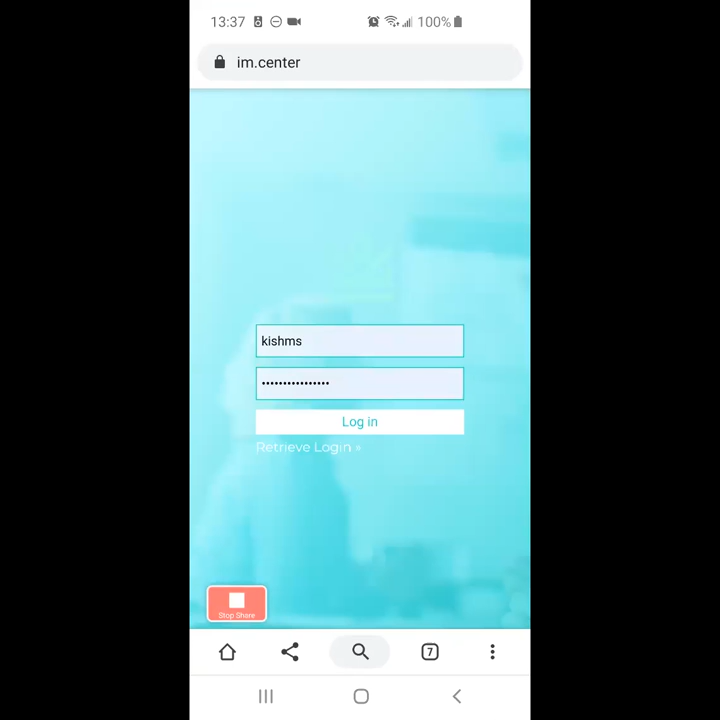 13:37 100%
im.center
kishms
••••••••••••••••
Log in
Retrieve Login »
Stop Share
7